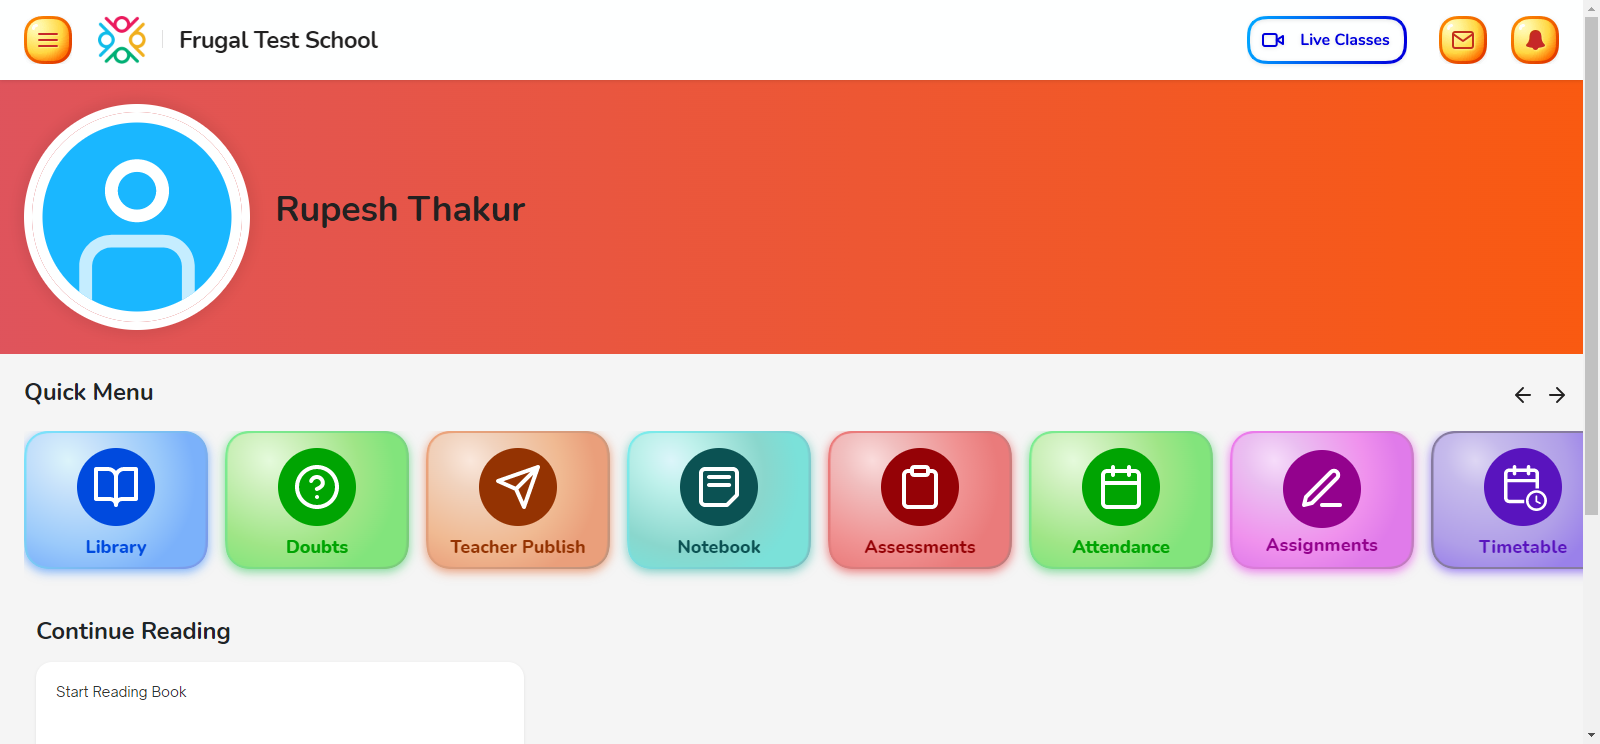 Frugal Test School
Live Classes
Rupesh Thakur
Quick Menu
Library
Doubts
Teacher Publish
Notebook
Assessments
Attendance
Assignments
Timetable
Continue Reading
Start Reading Book